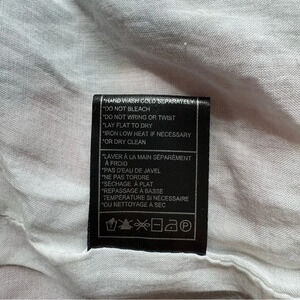 *HAND WASH COLD SEPARATELY
*DO NOT BLEACH
*DO NOT WRING OR TWIST
*LAY FLAT TO DRY
*IRON LOW HEAT IF NECESSARY
*OR DRY CLEAN
*LAVER À LA MAIN SÉPARÉMENT
À FROID
*PAS D'EAU DE JAVEL
*NE PAS TORDRE
*SÉCHAGE À PLAT
*REPASSAGE À BASSE
TEMPÉRATURE SI NÉCESSAIRE
*OU NETTOYAGE À SEC
P